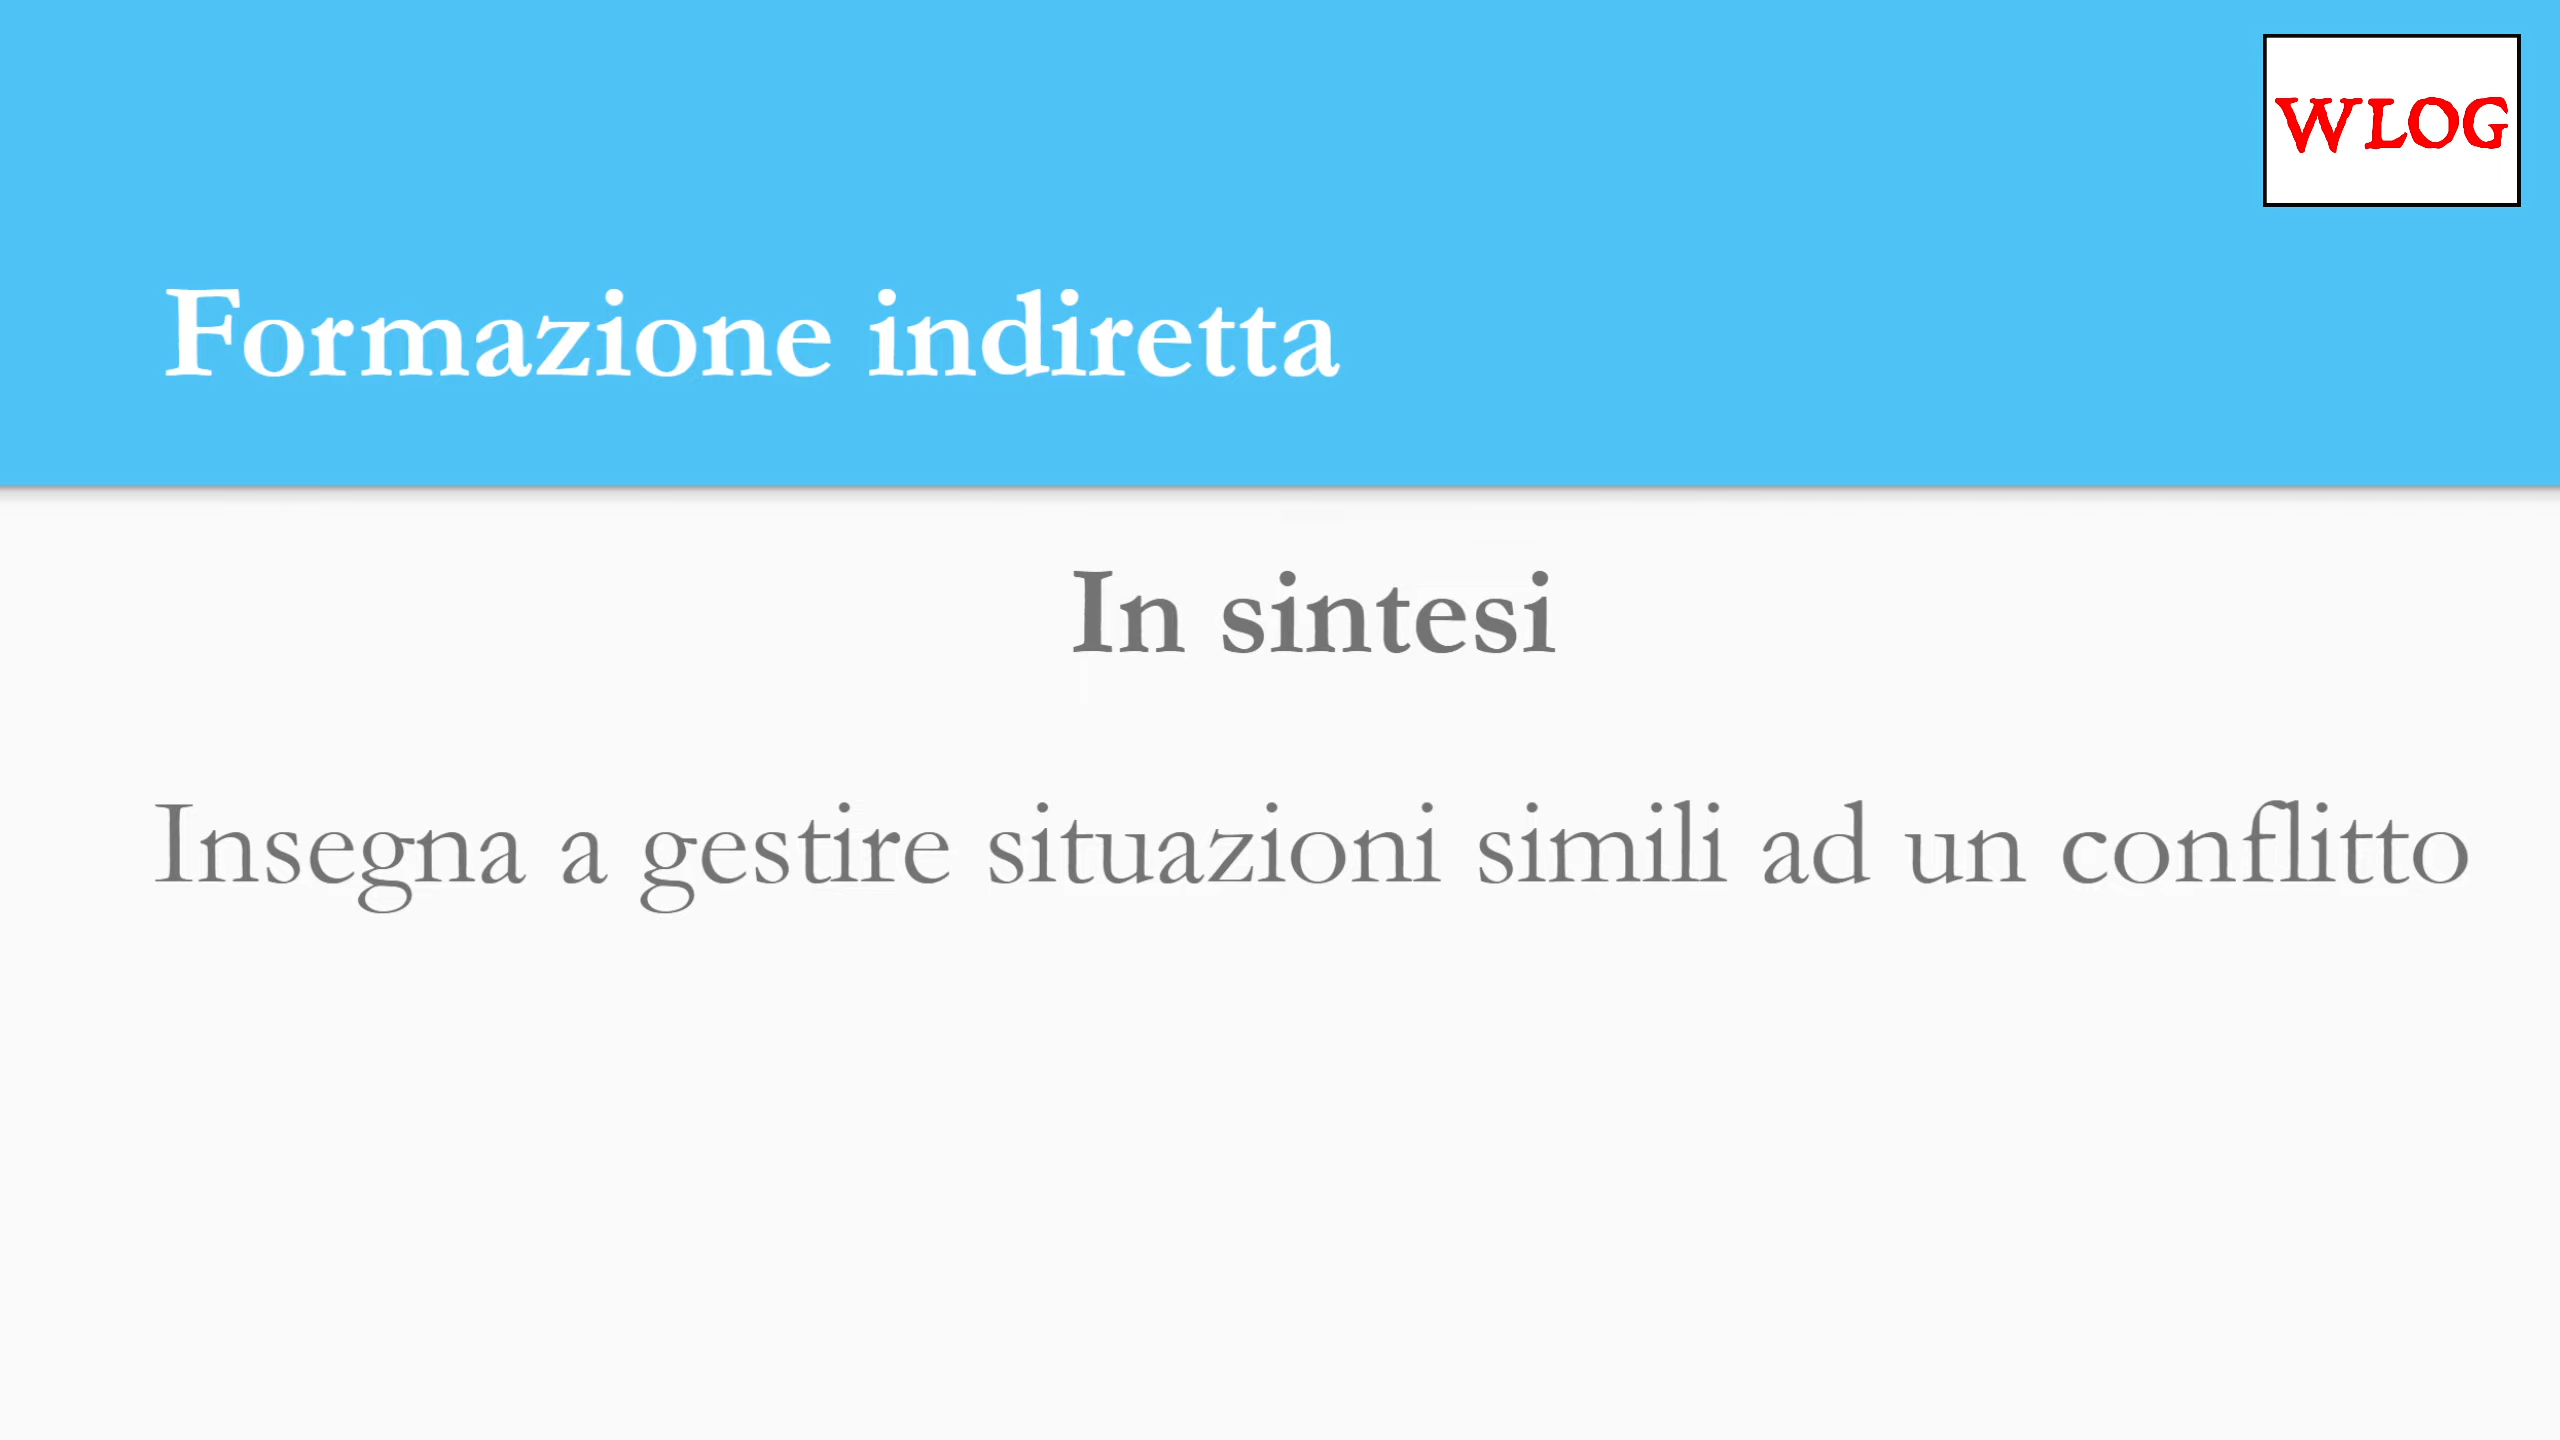 WLOG
Formazione indiretta
In sintesi
Insegna a gestire situazioni simili ad un conflitto